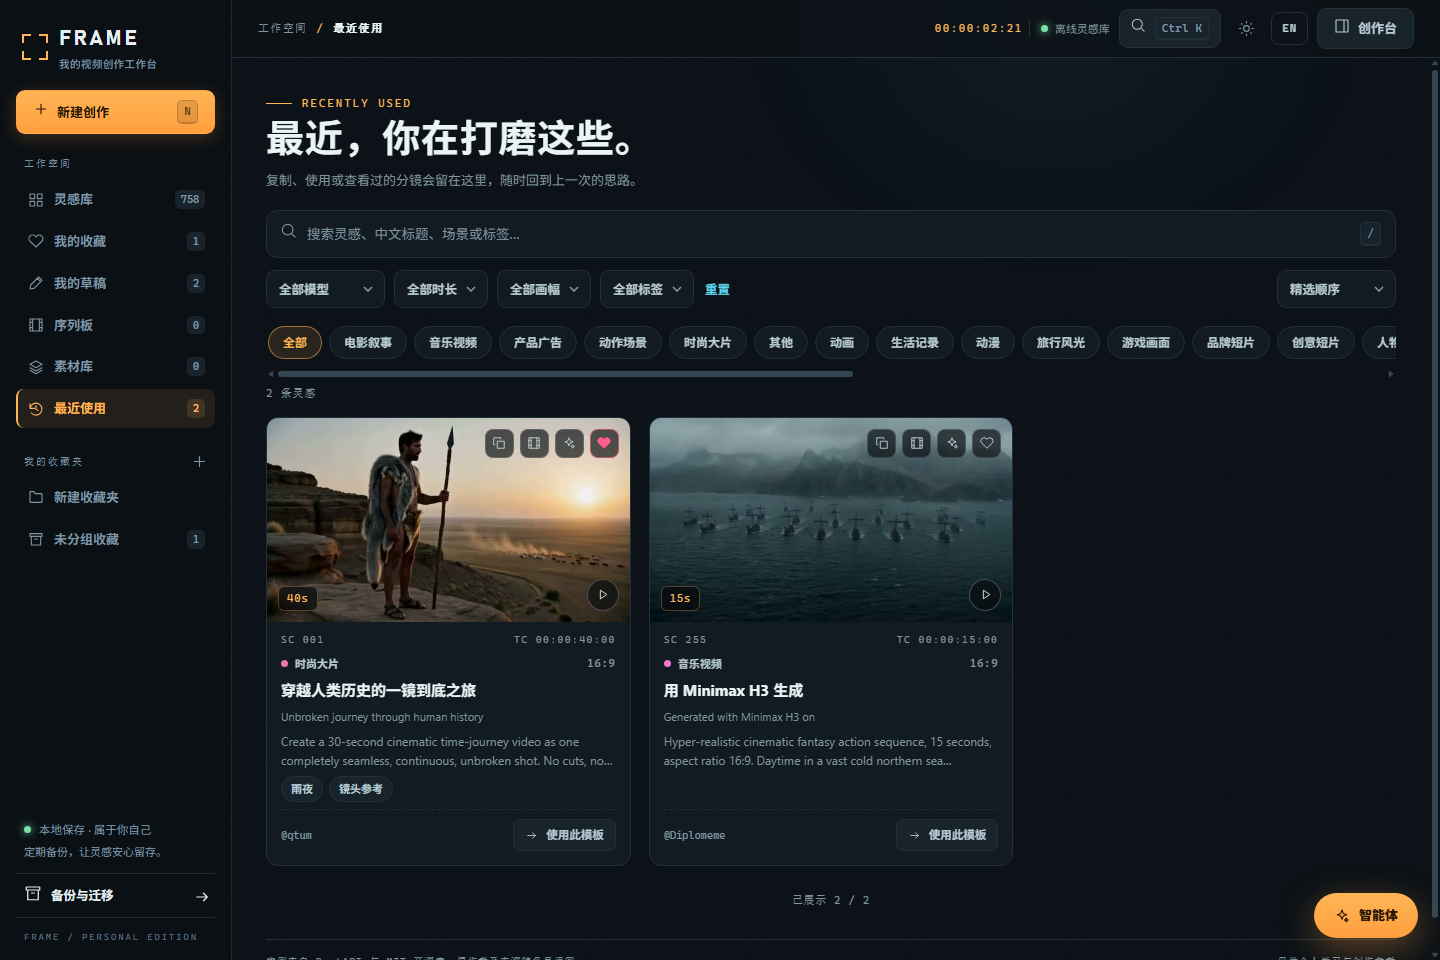 FRAME
我的视频创作工作台
新建创作 N
工作空间
灵感库 758
我的收藏 1
我的草稿 2
序列板 0
素材库 0
最近使用 2
我的收藏夹
新建收藏夹
未分组收藏 1
本地保存 · 属于你自己
定期备份，让灵感安心留存。
备份与迁移
FRAME / PERSONAL EDITION
工作空间 / 最近使用
00:00:02:21 离线灵感库 Ctrl K EN 创作台
RECENTLY USED
最近，你在打磨这些。
复制、使用或查看过的分镜会留在这里，随时回到上一次的思路。
搜索灵感、中文标题、场景或标签... /
全部模型 全部时长 全部画幅 全部标签 重置 精选顺序
全部 电影叙事 音乐视频 产品广告 动作场景 时尚大片 其他 动画 生活记录 动漫 旅行风光 游戏画面 品牌短片 创意短片
2 条灵感
40s
SC 001 TC 00:00:40:00
时尚大片 16:9
穿越人类历史的一镜到底之旅
Unbroken journey through human history
Create a 30-second cinematic time-journey video as one
completely seamless, continuous, unbroken shot. No cuts, no...
雨夜 镜头参考
@qtum 使用此模板
15s
SC 255 TC 00:00:15:00
音乐视频 16:9
用 Minimax H3 生成
Generated with Minimax H3 on
Hyper-realistic cinematic fantasy action sequence, 15 seconds,
aspect ratio 16:9. Daytime in a vast cold northern sea...
@Diplomeme 使用此模板
已展示 2 / 2
智能体